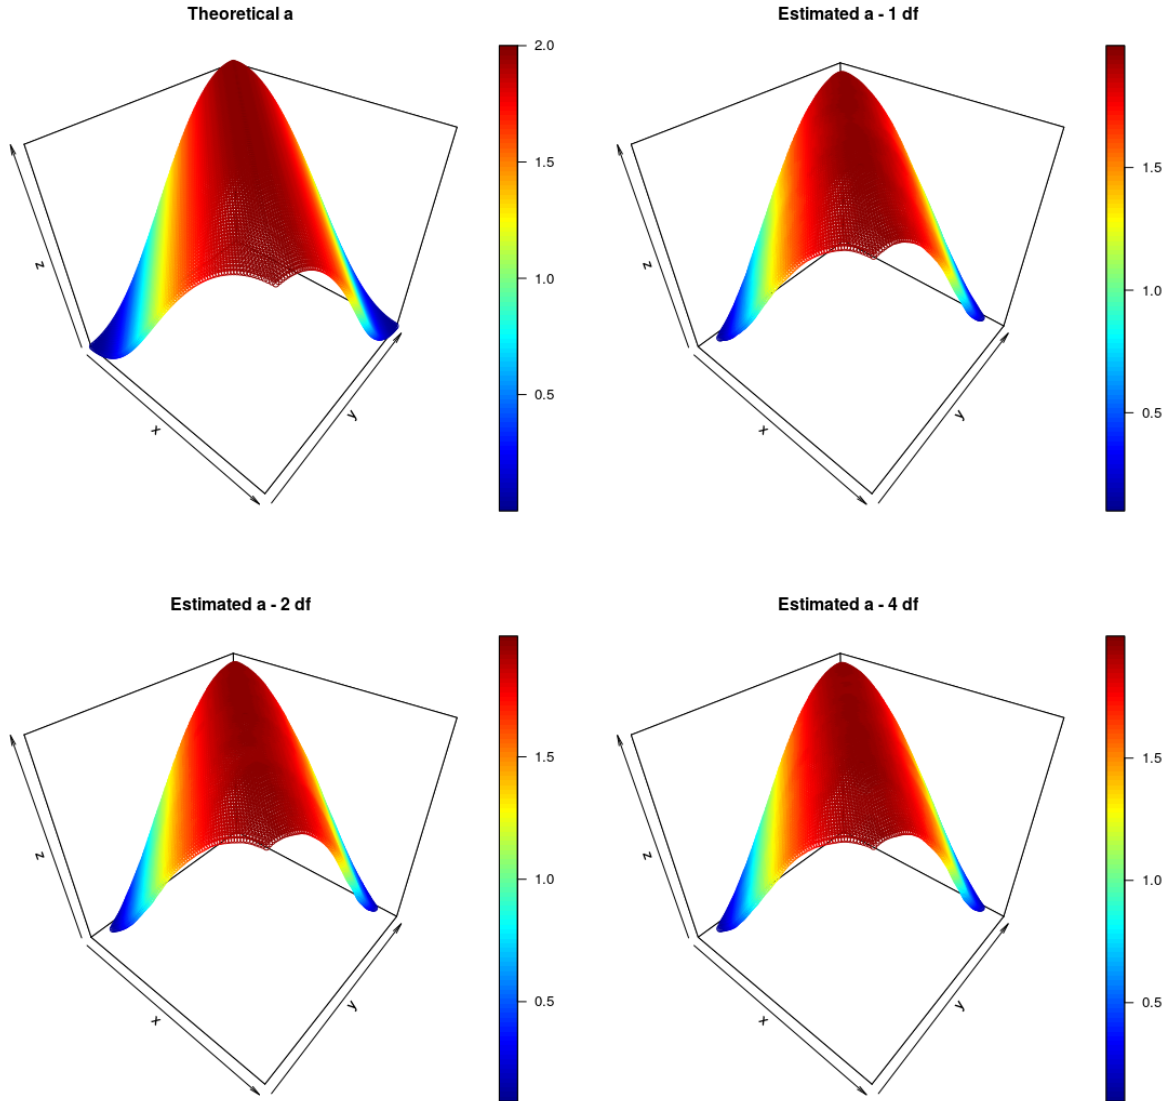 Theoretical a
2.0
1.5
1.0
0.5
z
x
y
Estimated a - 1 df
1.5
1.0
0.5
z
x
y
Estimated a - 2 df
1.5
1.0
0.5
z
x
y
Estimated a - 4 df
1.5
1.0
0.5
z
x
y